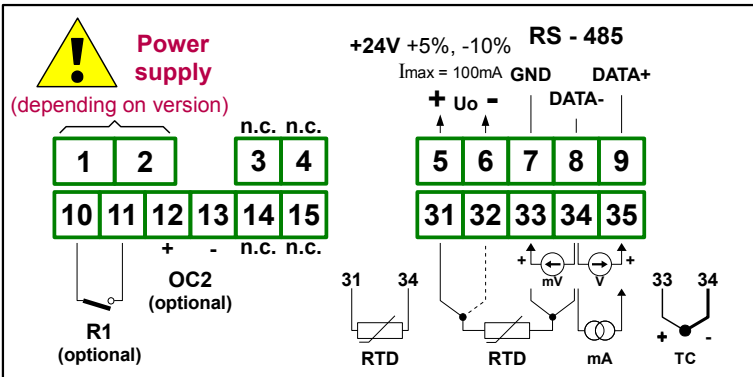 Power
supply
(depending on version)
+24V +5%, -10%
Imax = 100mA
RS - 485
GND
DATA+
+ Uo -
DATA-
n.c. n.c.
1 2 3 4
5 6 7 8 9
10 11 12 13 14 15
31 32 33 34 35
+ - n.c. n.c.
OC2
(optional)
R1
(optional)
31 34
RTD
RTD
+
mV
V
+
mA
33 34
+ -
TC